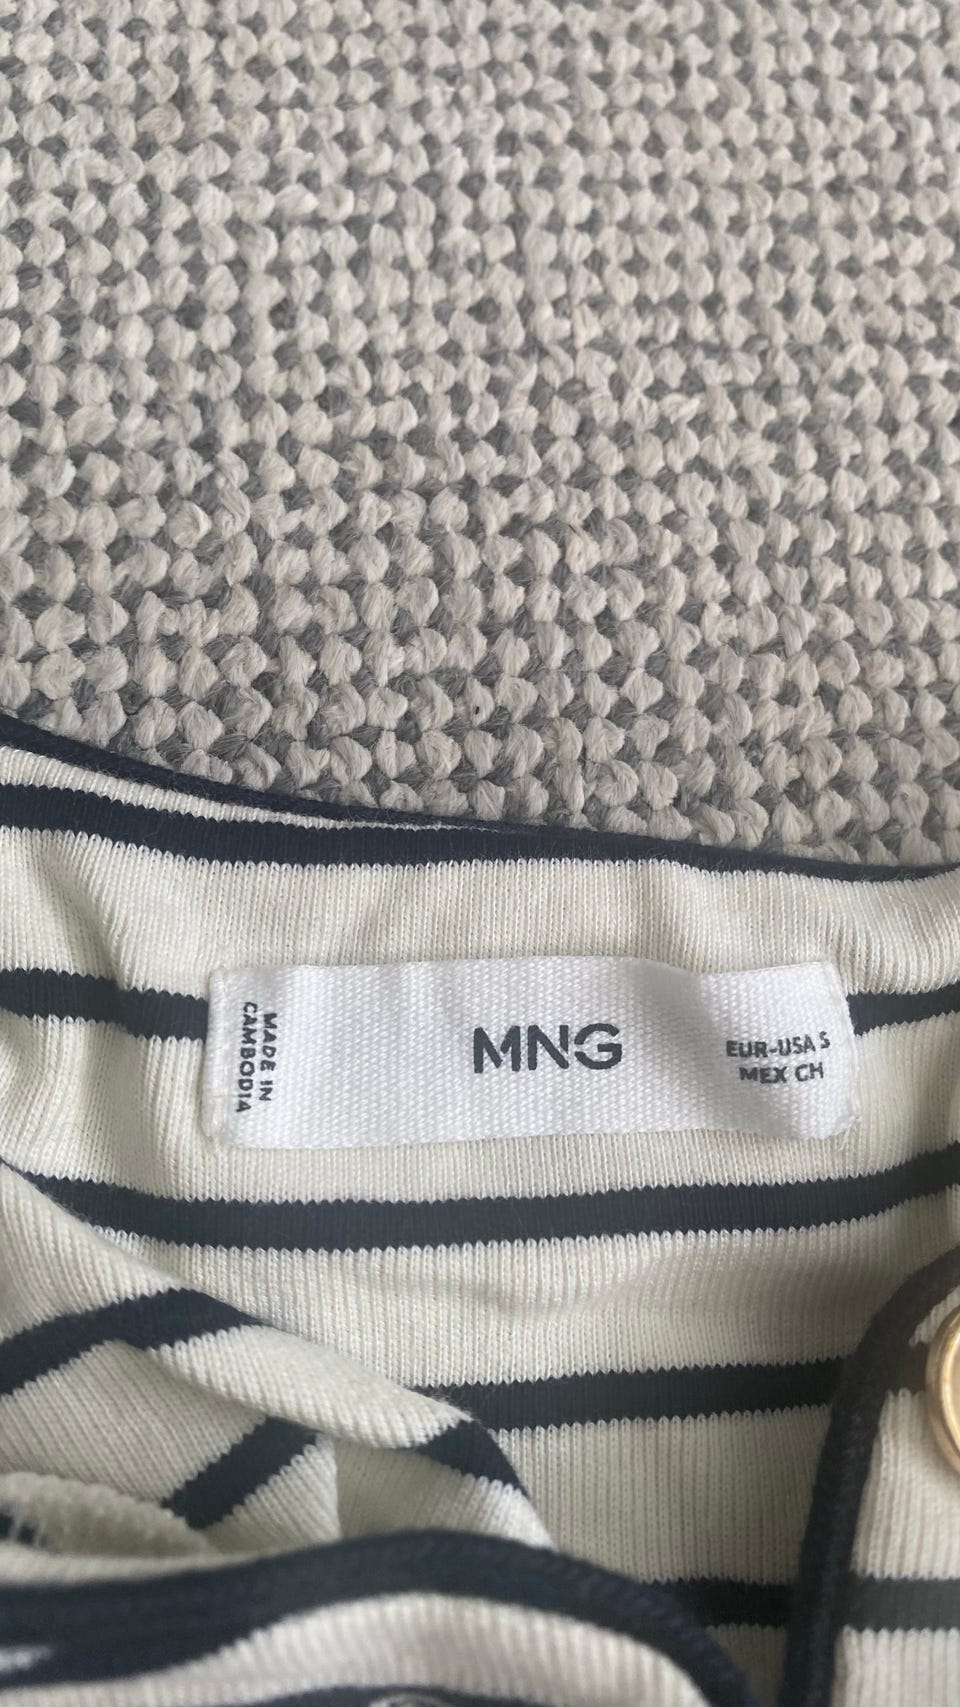 MADE IN
CAMBODIA
MNG
EUR-USA S
MEX CH